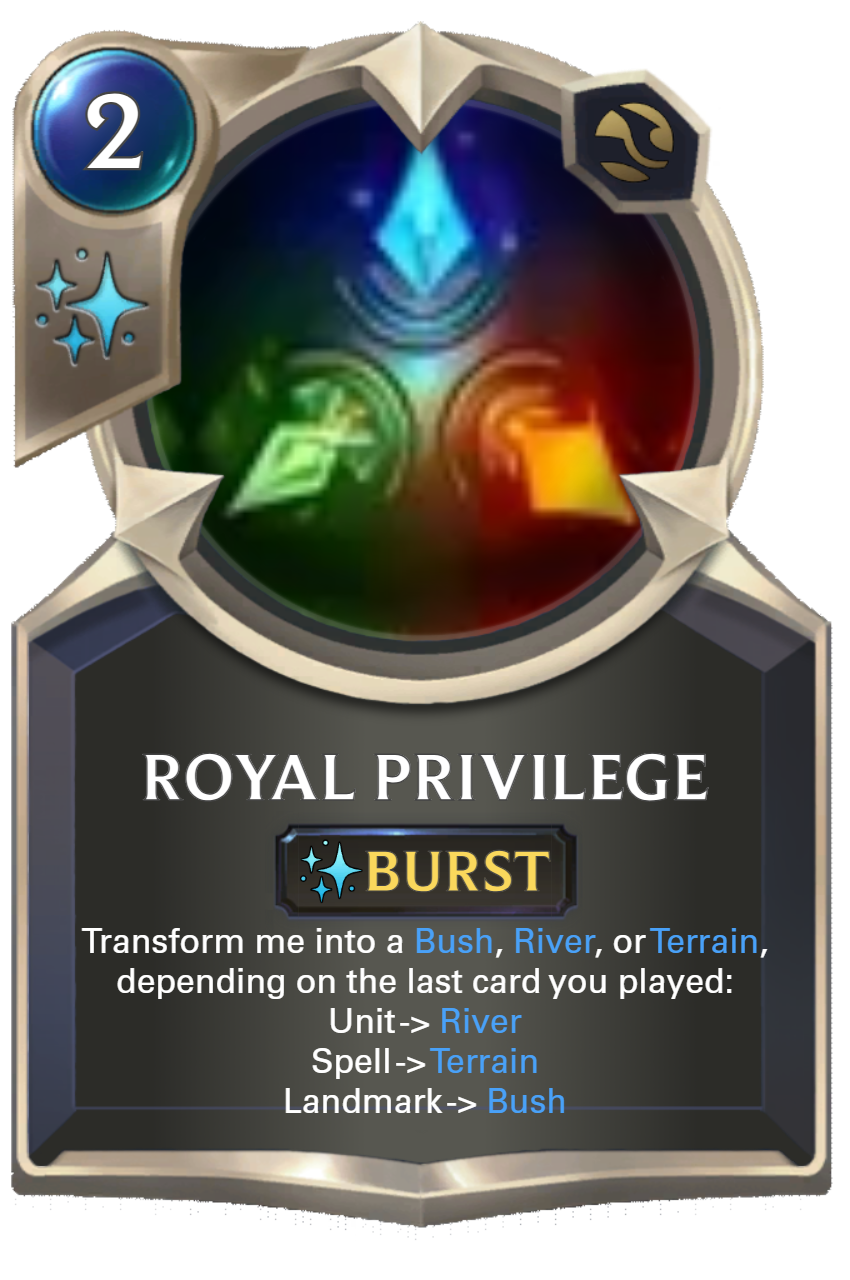 2
ROYAL PRIVILEGE
BURST
Transform me into a Bush, River, or Terrain,
depending on the last card you played:
Unit-> River
Spell->Terrain
Landmark-> Bush